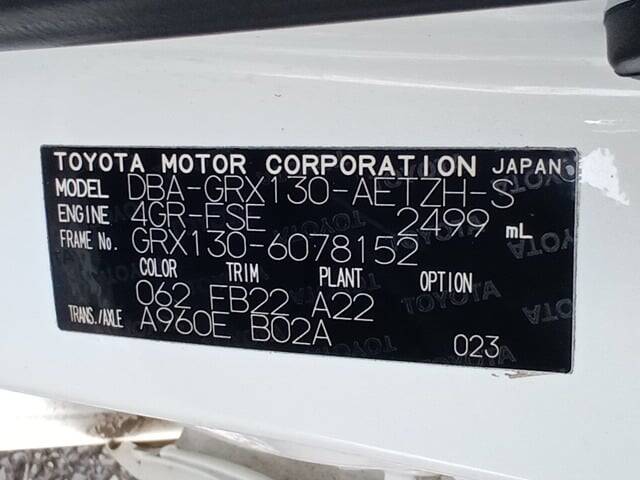 TOYOTA MOTOR CORPORATION JAPAN
MODEL DBA-GRX130-AETZH-S
ENGINE 4GR-FSE 2499 mL
FRAME No. GRX130-6078152
COLOR TRIM PLANT OPTION
062 FB22 A22
TRANS./AXLE A960E B02A 023